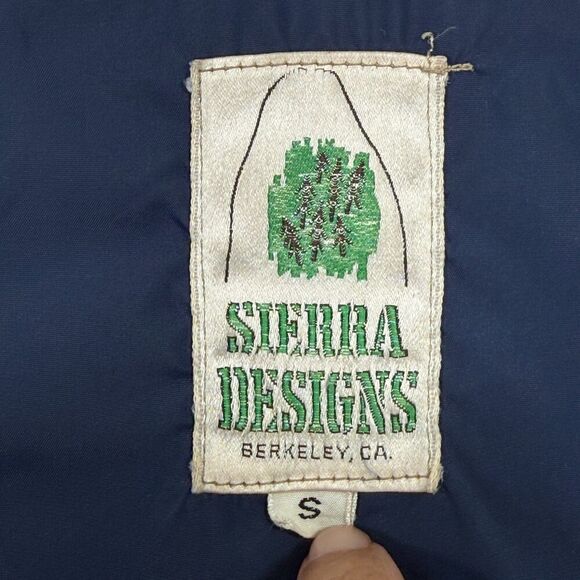 SIERRA
DESIGNS
BERKELEY, CA.
S